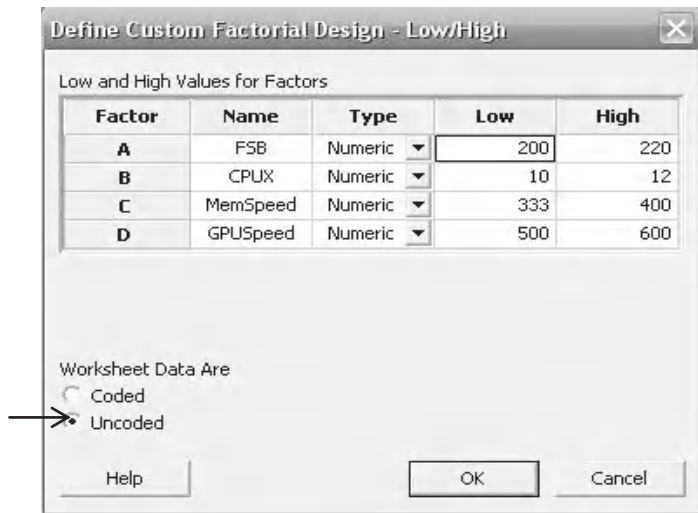 Define Custom Factorial Design - Low/High
Low and High Values for Factors
Factor Name Type Low High
A FSB Numeric 200 220
B CPUX Numeric 10 12
C MemSpeed Numeric 333 400
D GPUSpeed Numeric 500 600
Worksheet Data Are
Coded
Uncoded
Help OK Cancel